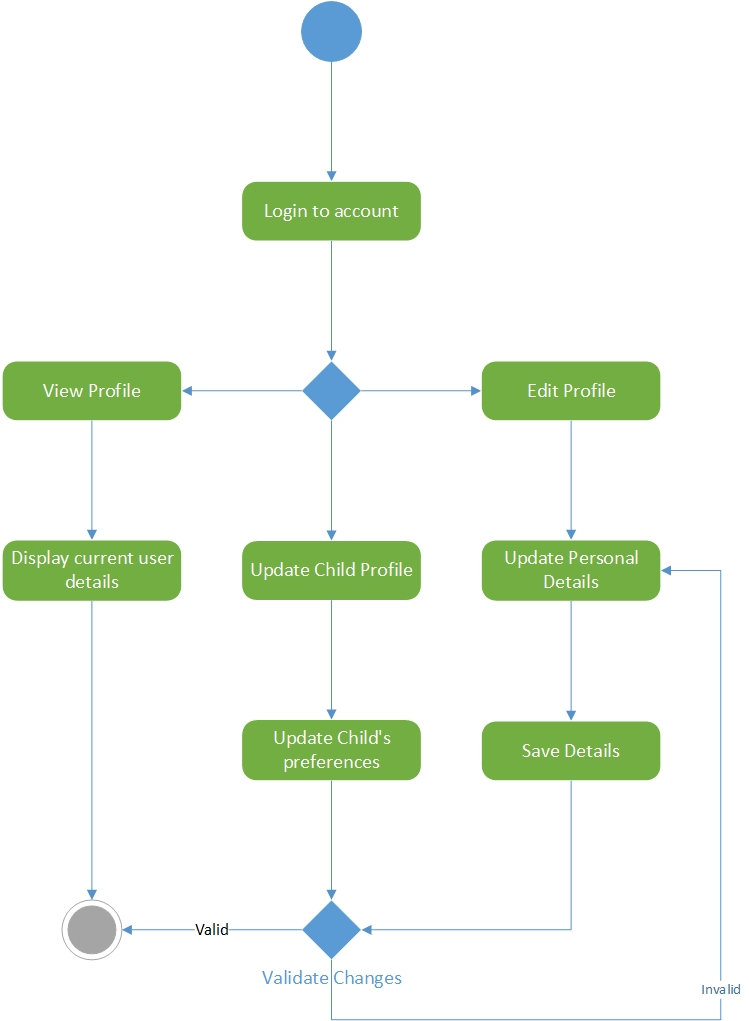 Login to account
View Profile
Edit Profile
Display current user
details
Update Child Profile
Update Personal
Details
Update Child's
preferences
Save Details
Valid
Validate Changes
Invalid